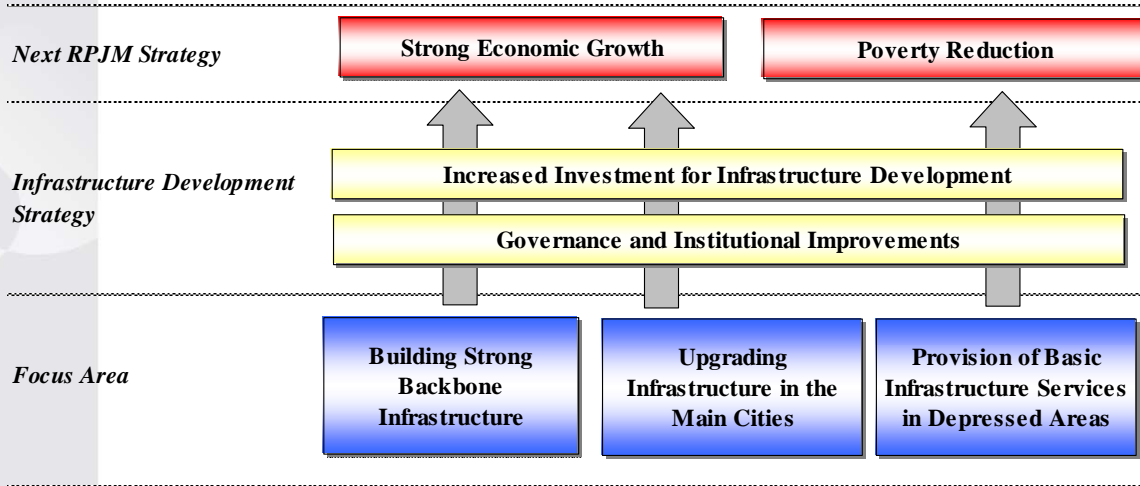 Next RPJM Strategy
Strong Economic Growth
Poverty Reduction
Infrastructure Development
Strategy
Increased Investment for Infrastructure Development
Governance and Institutional Improvements
Focus Area
Building Strong
Backbone
Infrastructure
Upgrading
Infrastructure in the
Main Cities
Provision of Basic
Infrastructure Services
in Depressed Areas